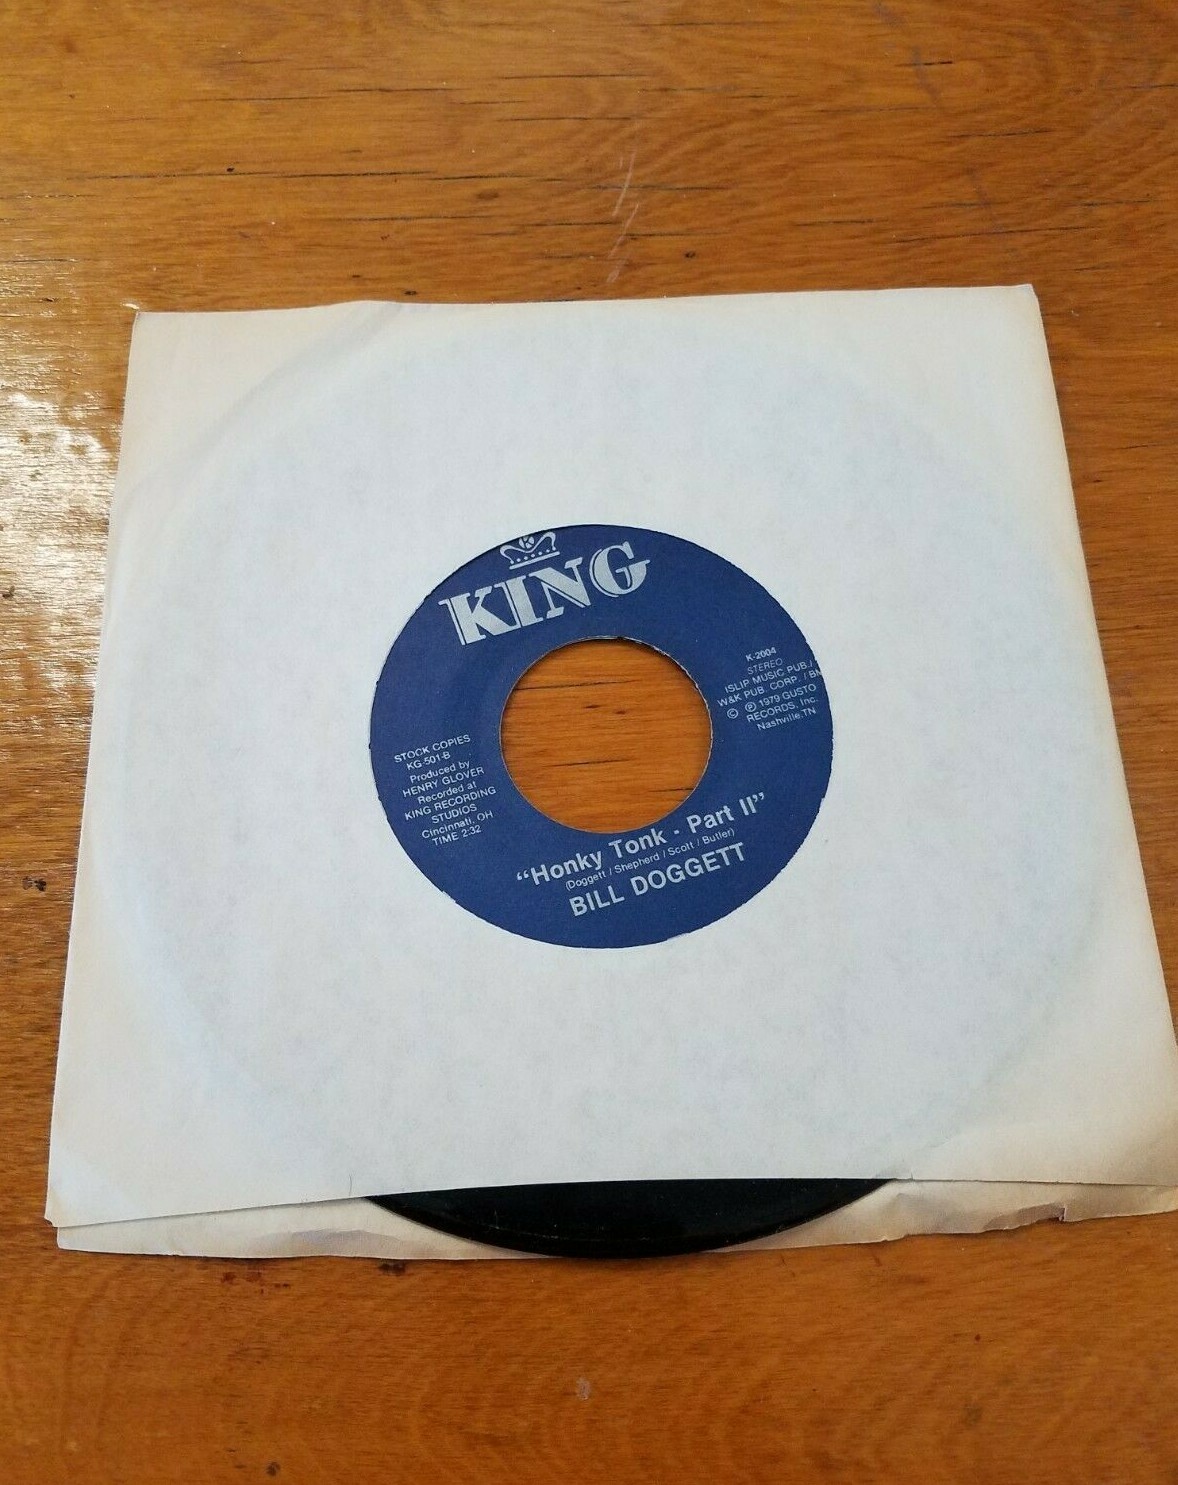 K
KING
K-2004
STEREO
ISLIP MUSIC PUB./
W&K PUB. CORP. / BM
© ℗ 1979 GUSTO
RECORDS, Inc.
Nashville, TN
STOCK COPIES
KG-501-B
Produced by
HENRY GLOVER
Recorded at
KING RECORDING
STUDIOS
Cincinnati, OH
TIME 2:32
“Honky Tonk - Part II”
(Doggett / Shepherd / Scott / Butler)
BILL DOGGETT